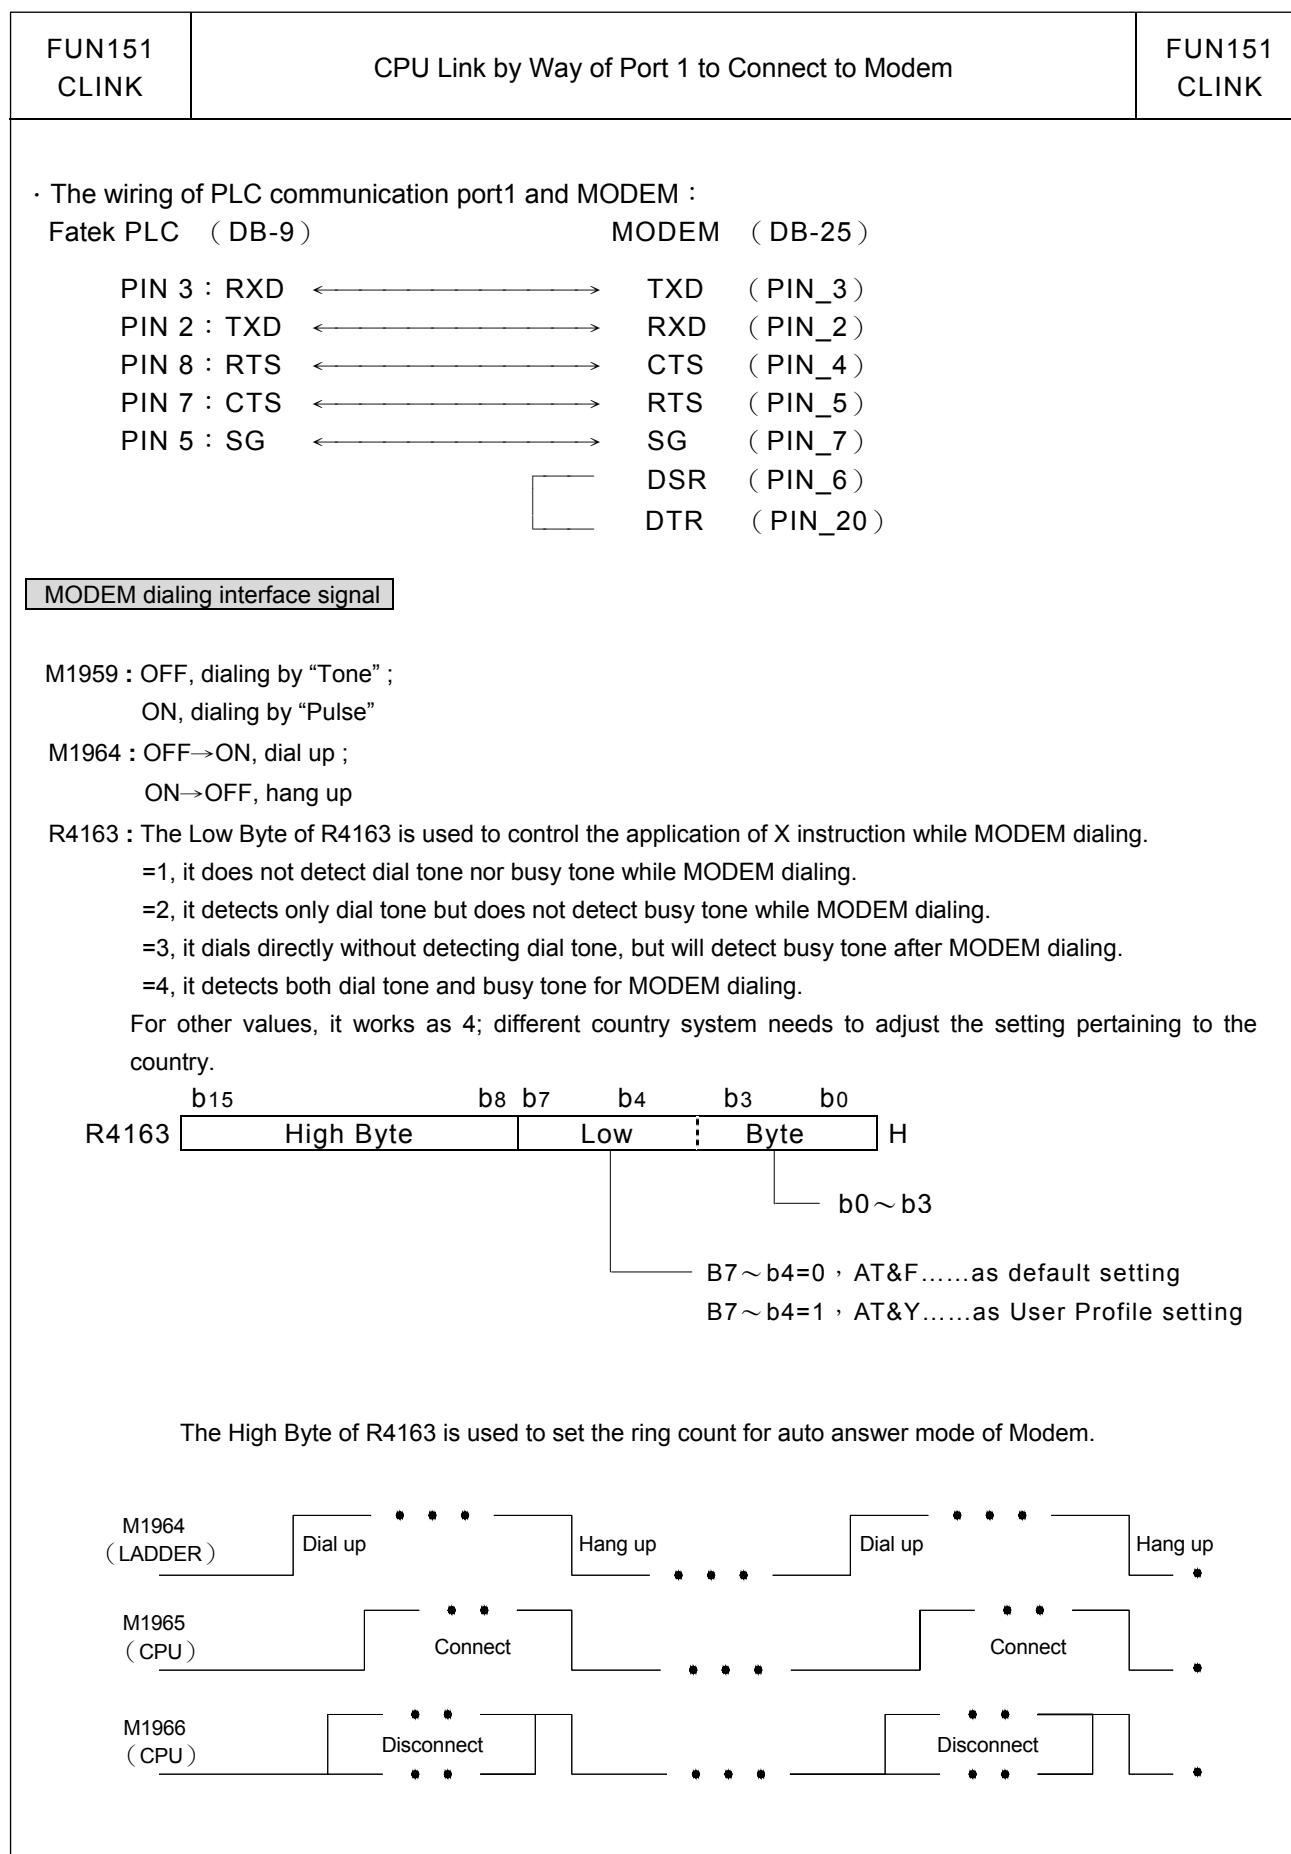 FUN151
CLINK
CPU Link by Way of Port 1 to Connect to Modem
FUN151
CLINK
· The wiring of PLC communication port1 and MODEM：
Fatek PLC （DB-9） MODEM （DB-25）
PIN 3：RXD TXD （PIN_3）
PIN 2：TXD RXD （PIN_2）
PIN 8：RTS CTS （PIN_4）
PIN 7：CTS RTS （PIN_5）
PIN 5：SG SG （PIN_7）
DSR （PIN_6）
DTR （PIN_20）
MODEM dialing interface signal
M1959 : OFF, dialing by “Tone” ;
ON, dialing by “Pulse”
M1964 : OFF→ON, dial up ;
ON→OFF, hang up
R4163 : The Low Byte of R4163 is used to control the application of X instruction while MODEM dialing.
=1, it does not detect dial tone nor busy tone while MODEM dialing.
=2, it detects only dial tone but does not detect busy tone while MODEM dialing.
=3, it dials directly without detecting dial tone, but will detect busy tone after MODEM dialing.
=4, it detects both dial tone and busy tone for MODEM dialing.
For other values, it works as 4; different country system needs to adjust the setting pertaining to the
country.
b15 b8 b7 b4 b3 b0
R4163 High Byte Low Byte H
b0～b3
B7～b4=0，AT&F……as default setting
B7～b4=1，AT&Y……as User Profile setting
The High Byte of R4163 is used to set the ring count for auto answer mode of Modem.
M1964
（LADDER）
Dial up Hang up Dial up Hang up
M1965
（CPU）
Connect Connect
M1966
（CPU）
Disconnect Disconnect